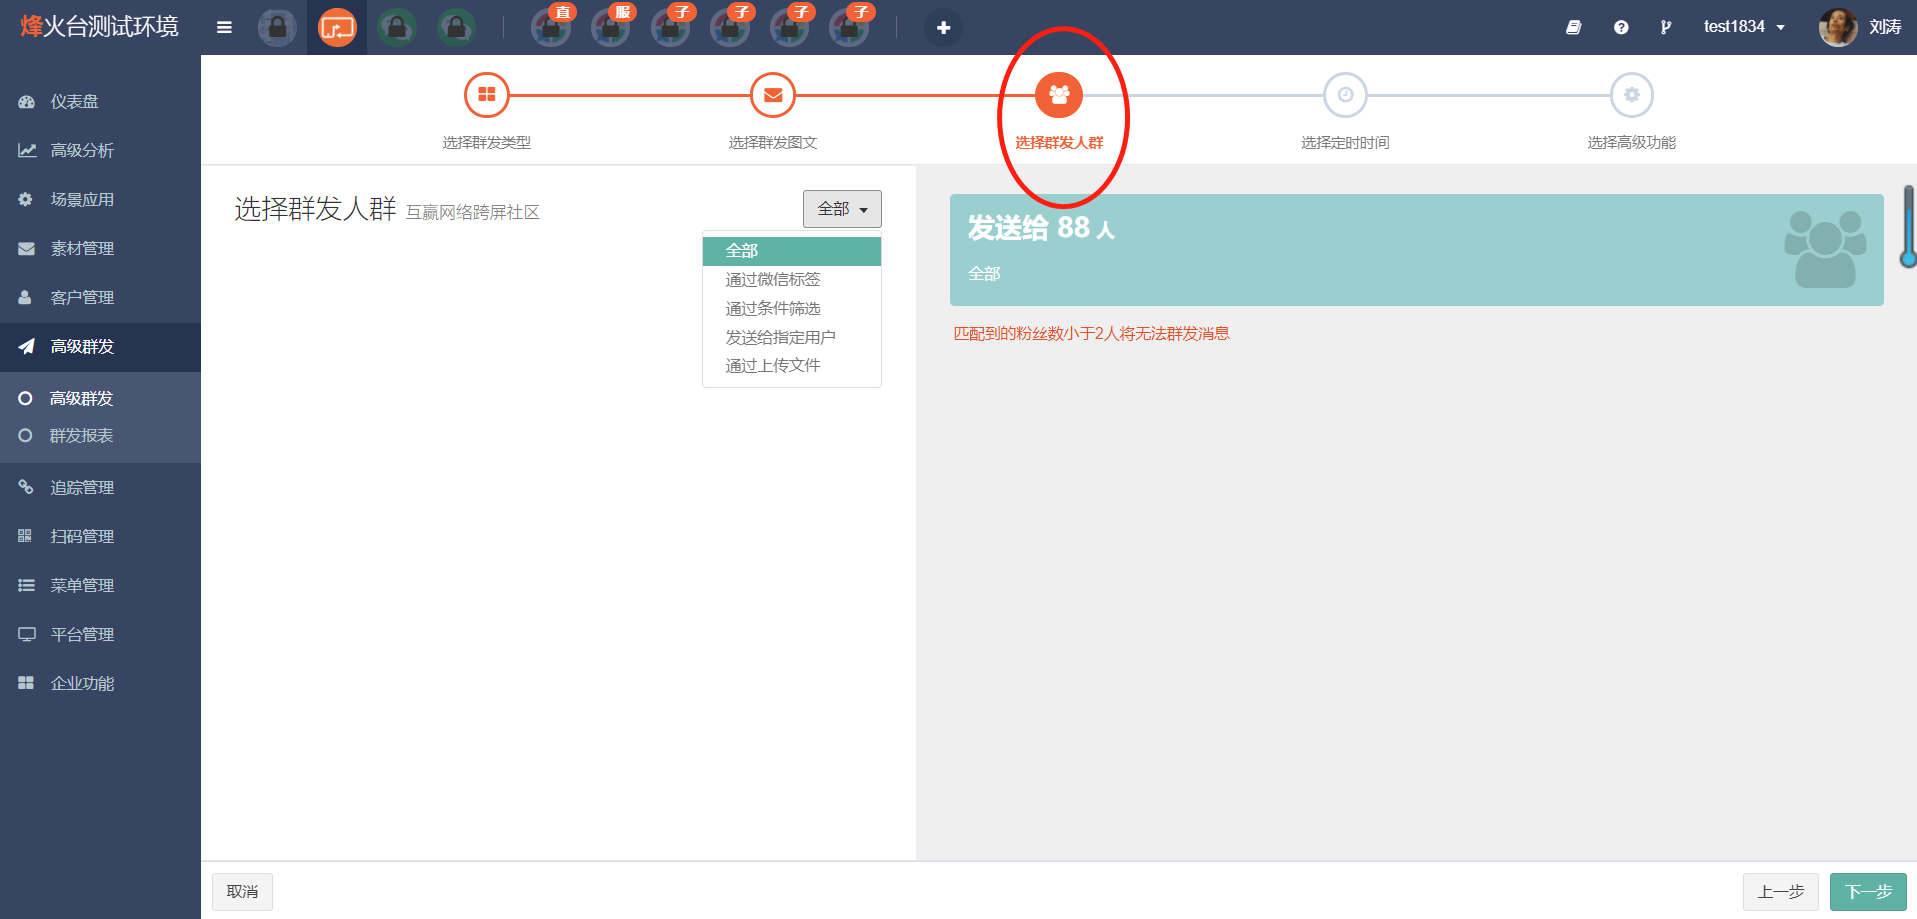 烽火台测试环境
直
服
子
子
子
子
test1834
刘涛
仪表盘
高级分析
场景应用
素材管理
客户管理
高级群发
高级群发
群发报表
追踪管理
扫码管理
菜单管理
平台管理
企业功能
选择群发类型
选择群发图文
选择群发人群
选择定时时间
选择高级功能
选择群发人群 互赢网络跨屏社区
全部
全部
通过微信标签
通过条件筛选
发送给指定用户
通过上传文件
发送给 88 人
全部
匹配到的粉丝数小于2人将无法群发消息
取消
上一步
下一步